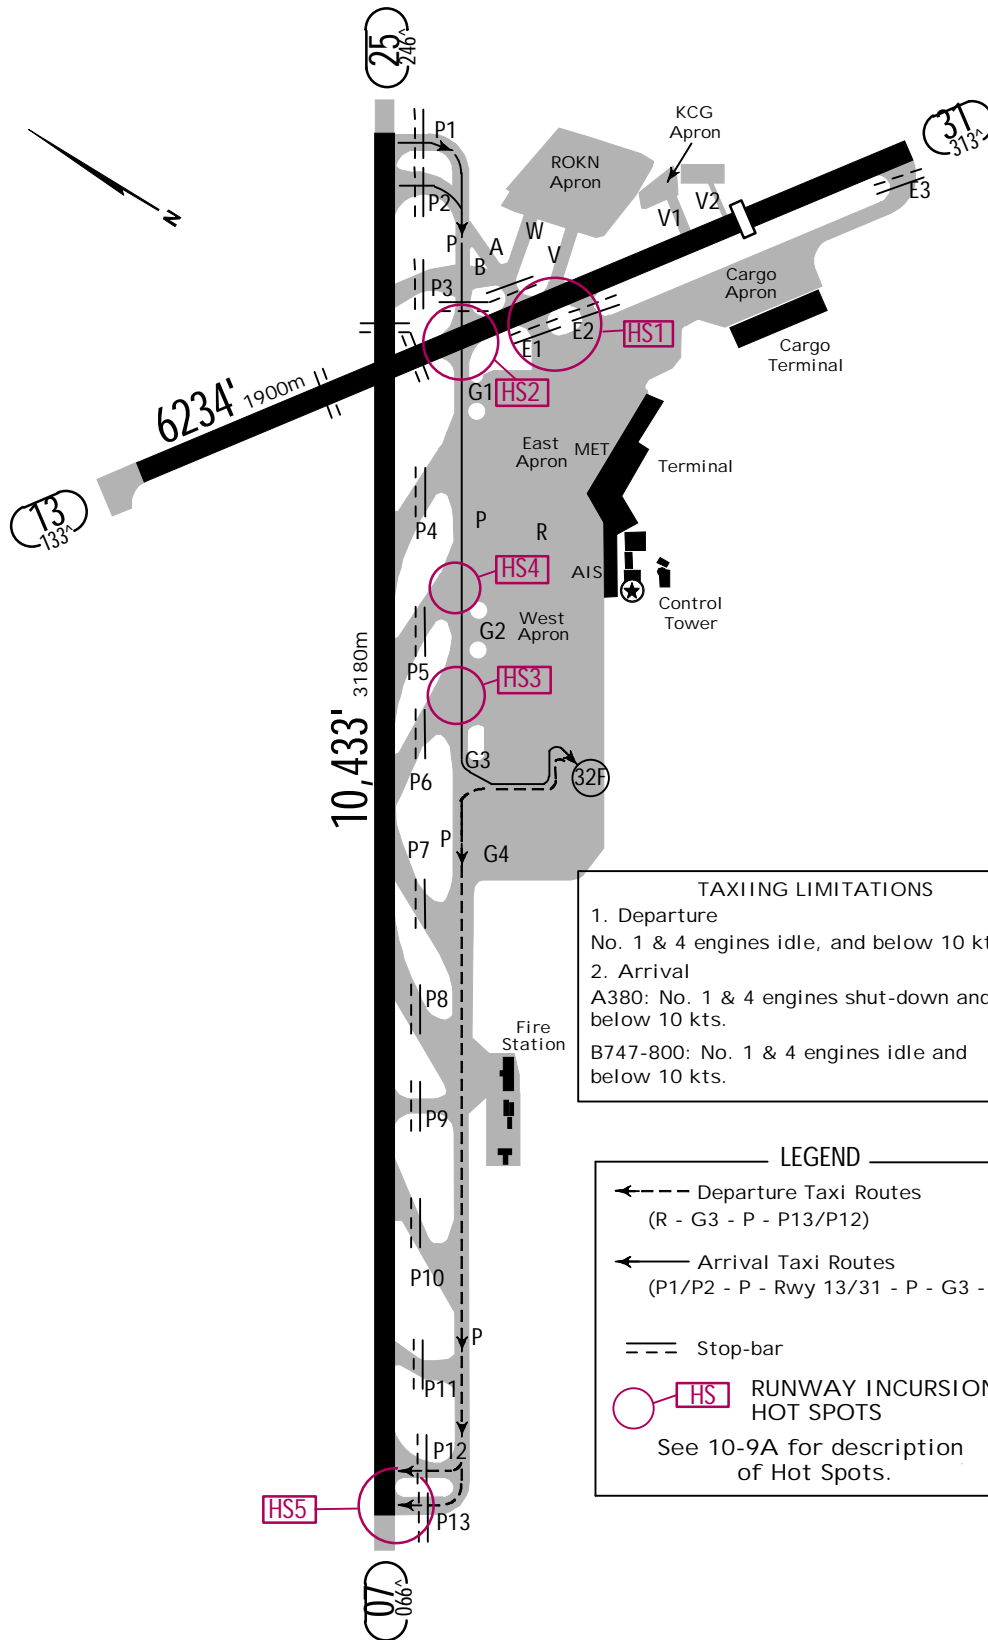 25
246^
P1
P2
P
A
B
P3
W
V
ROKN
Apron
KCG
Apron
V1
V2
31
313^
E3
Cargo
Apron
Cargo
Terminal
E1
E2
HS1
HS2
G1
6234' 1900m
13
133^
N
East
Apron
MET
Terminal
P4
P
R
HS4
AIS
Control
Tower
G2
West
Apron
P5
HS3
10,433' 3180m
P6
G3
32F
P7
P
G4
TAXIING LIMITATIONS
1. Departure
No. 1 & 4 engines idle, and below 10 kt
2. Arrival
A380: No. 1 & 4 engines shut-down and
below 10 kts.
B747-800: No. 1 & 4 engines idle and
below 10 kts.
P8
Fire
Station
P9
P10
P
P11
P12
P13
HS5
07
066^
LEGEND
Departure Taxi Routes
(R - G3 - P - P13/P12)
Arrival Taxi Routes
(P1/P2 - P - Rwy 13/31 - P - G3 -
Stop-bar
HS
RUNWAY INCURSION
HOT SPOTS
See 10-9A for description
of Hot Spots.